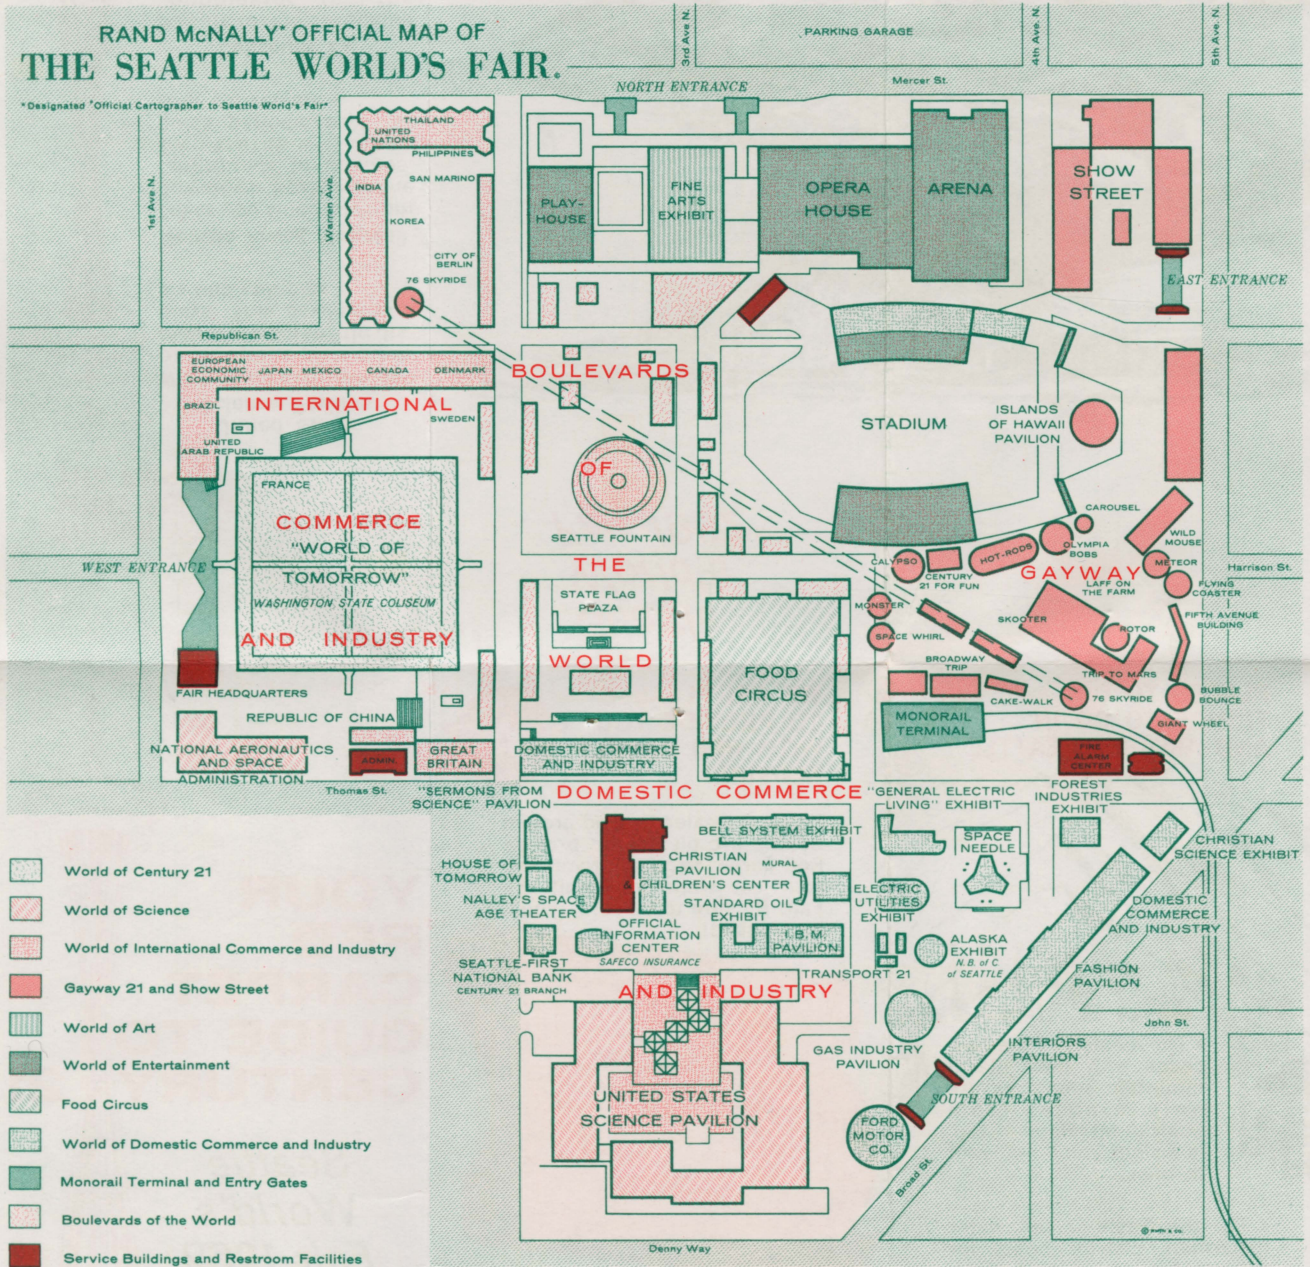 RAND McNALLY* OFFICIAL MAP OF
THE SEATTLE WORLD'S FAIR.
*Designated "Official Cartographer to Seattle World's Fair"
3rd Ave N.
PARKING GARAGE
4th Ave. N.
5th Ave. N.
Mercer St.
NORTH ENTRANCE
1st Ave N.
Warren Ave.
THAILAND
UNITED
NATIONS
PHILIPPINES
INDIA
SAN MARINO
KOREA
CITY OF
BERLIN
76 SKYRIDE
PLAY-
HOUSE
FINE
ARTS
EXHIBIT
OPERA
HOUSE
ARENA
SHOW
STREET
EAST ENTRANCE
Republican St.
EUROPEAN
ECONOMIC
COMMUNITY
JAPAN
MEXICO
CANADA
DENMARK
BRAZIL
INTERNATIONAL
SWEDEN
UNITED
ARAB REPUBLIC
FRANCE
COMMERCE
"WORLD OF
TOMORROW"
WASHINGTON STATE COLISEUM
AND INDUSTRY
WEST ENTRANCE
FAIR HEADQUARTERS
REPUBLIC OF CHINA
NATIONAL AERONAUTICS
AND SPACE
ADMINISTRATION
ADMIN.
GREAT
BRITAIN
Thomas St.
BOULEVARDS
OF
SEATTLE FOUNTAIN
THE
STATE FLAG
PLAZA
WORLD
DOMESTIC COMMERCE
AND INDUSTRY
FOOD
CIRCUS
STADIUM
ISLANDS
OF HAWAII
PAVILION
CAROUSEL
WILD
MOUSE
OLYMPIA
BOBS
HOT-RODS
CALYPSO
CENTURY
21 FOR FUN
GAYWAY
METEOR
Harrison St.
LAFF ON
THE FARM
FLYING
COASTER
MONSTER
SPACE WHIRL
SKOOTER
ROTOR
FIFTH AVENUE
BUILDING
BROADWAY
TRIP
TRIP TO MARS
CAKE-WALK
76 SKYRIDE
BUBBLE
BOUNCE
GIANT WHEEL
MONORAIL
TERMINAL
FIRE
ALARM
CENTER
"SERMONS FROM
SCIENCE" PAVILION
DOMESTIC COMMERCE
"GENERAL ELECTRIC
LIVING" EXHIBIT
FOREST
INDUSTRIES
EXHIBIT
BELL SYSTEM EXHIBIT
SPACE
NEEDLE
CHRISTIAN
SCIENCE EXHIBIT
HOUSE OF
TOMORROW
CHRISTIAN
PAVILION
& CHILDREN'S CENTER
MURAL
NALLEY'S SPACE
AGE THEATER
STANDARD OIL
EXHIBIT
ELECTRIC
UTILITIES
EXHIBIT
DOMESTIC
COMMERCE
AND INDUSTRY
OFFICIAL
INFORMATION
CENTER
SAFECO INSURANCE
I.B.M.
PAVILION
ALASKA
EXHIBIT
N.B. of C.
of SEATTLE
SEATTLE-FIRST
NATIONAL BANK
CENTURY 21 BRANCH
TRANSPORT 21
FASHION
PAVILION
AND INDUSTRY
John St.
GAS INDUSTRY
PAVILION
INTERIORS
PAVILION
UNITED STATES
SCIENCE PAVILION
SOUTH ENTRANCE
FORD
MOTOR
CO.
Broad St.
Denny Way
World of Century 21
World of Science
World of International Commerce and Industry
Gayway 21 and Show Street
World of Art
World of Entertainment
Food Circus
World of Domestic Commerce and Industry
Monorail Terminal and Entry Gates
Boulevards of the World
Service Buildings and Restroom Facilities